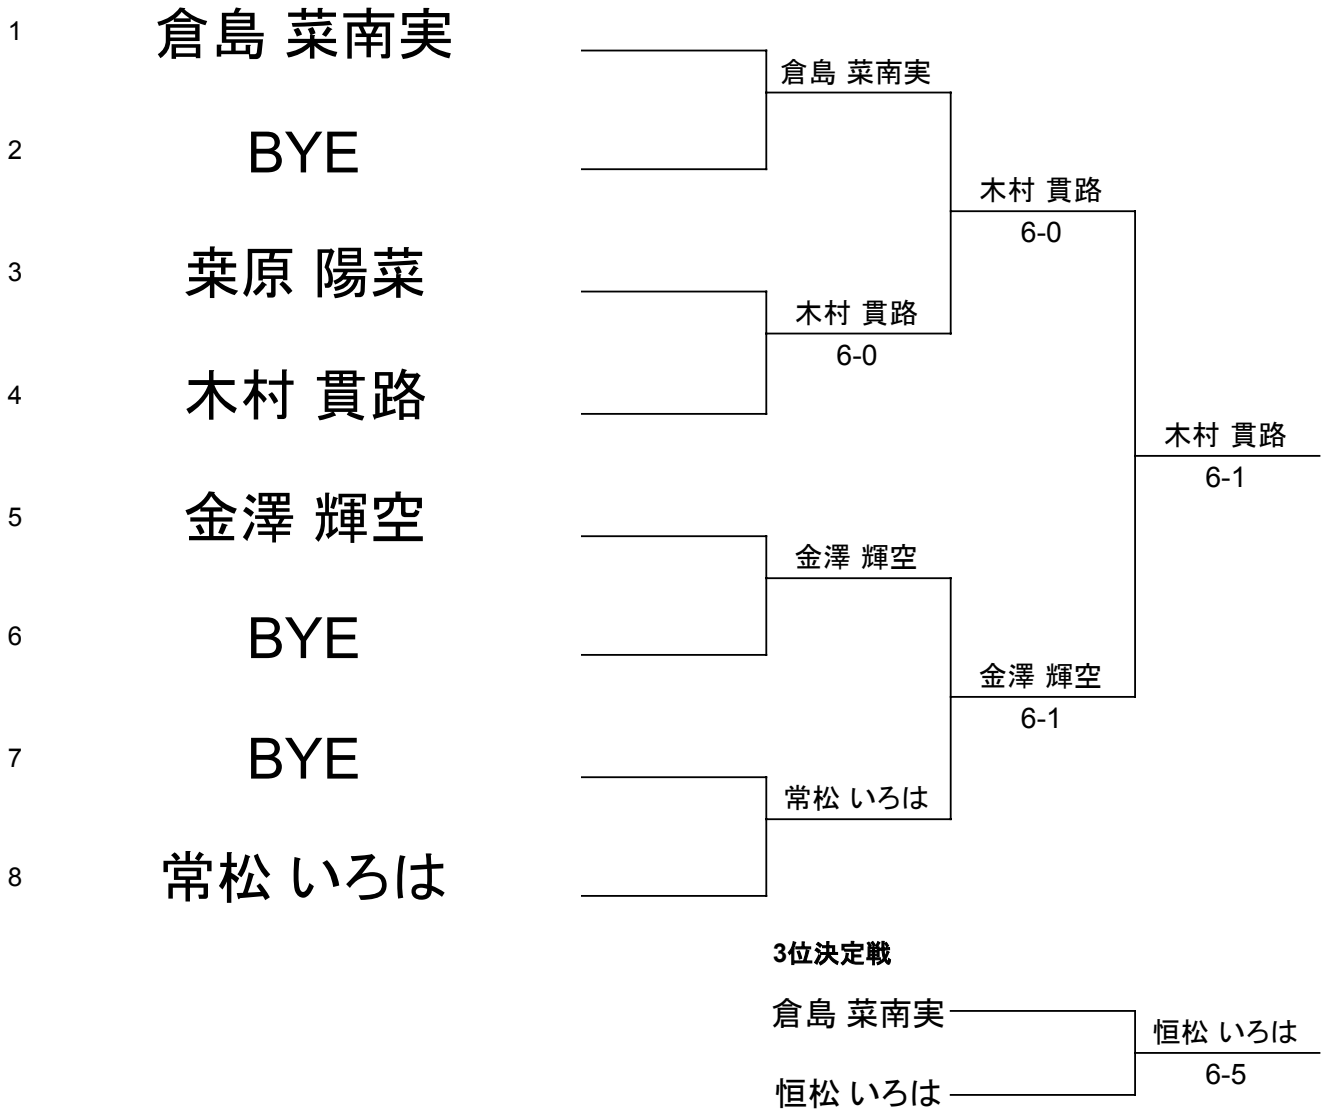 1 倉島 菜南実
倉島 菜南実
2 BYE
木村 貫路
6-0
3 桒原 陽菜
木村 貫路
6-0
4 木村 貫路
木村 貫路
6-1
5 金澤 輝空
金澤 輝空
6 BYE
金澤 輝空
6-1
7 BYE
常松 いろは
8 常松 いろは
3位決定戦
倉島 菜南実
恒松 いろは
6-5
恒松 いろは